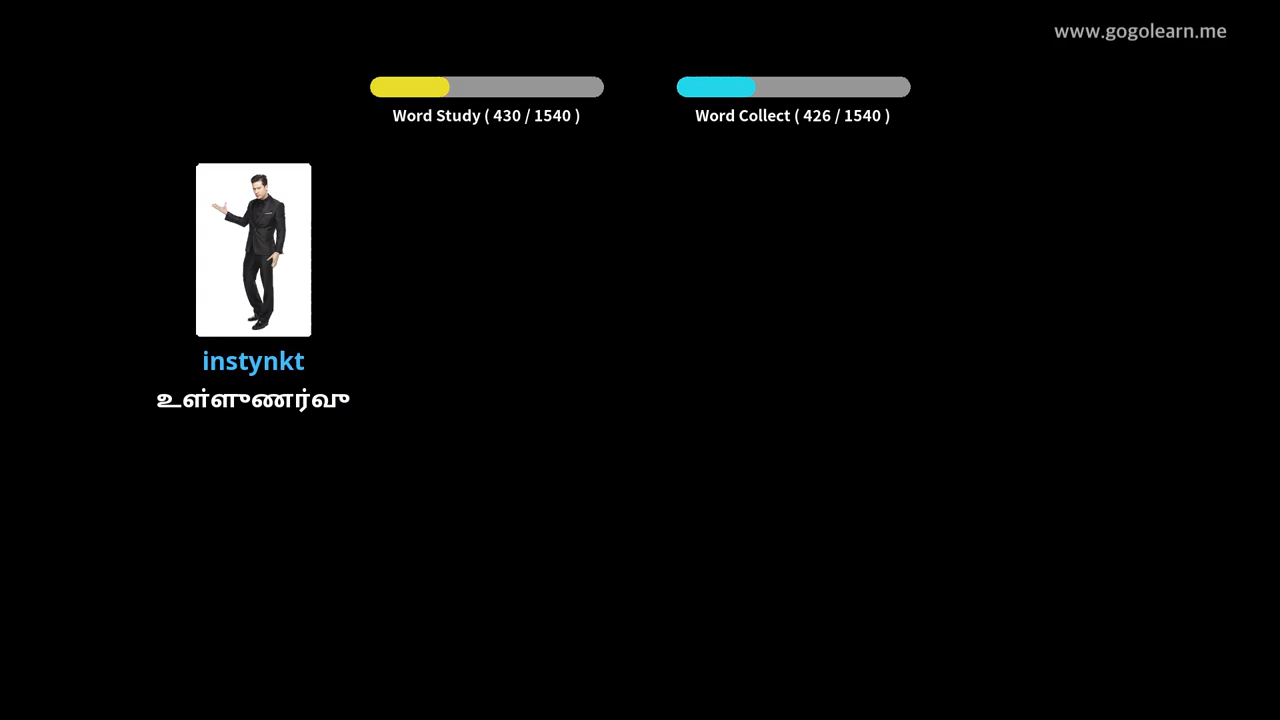 www.gogolearn.me
Word Study ( 430 / 1540 )
Word Collect ( 426 / 1540 )
instynkt
உள்ளுணர்வு